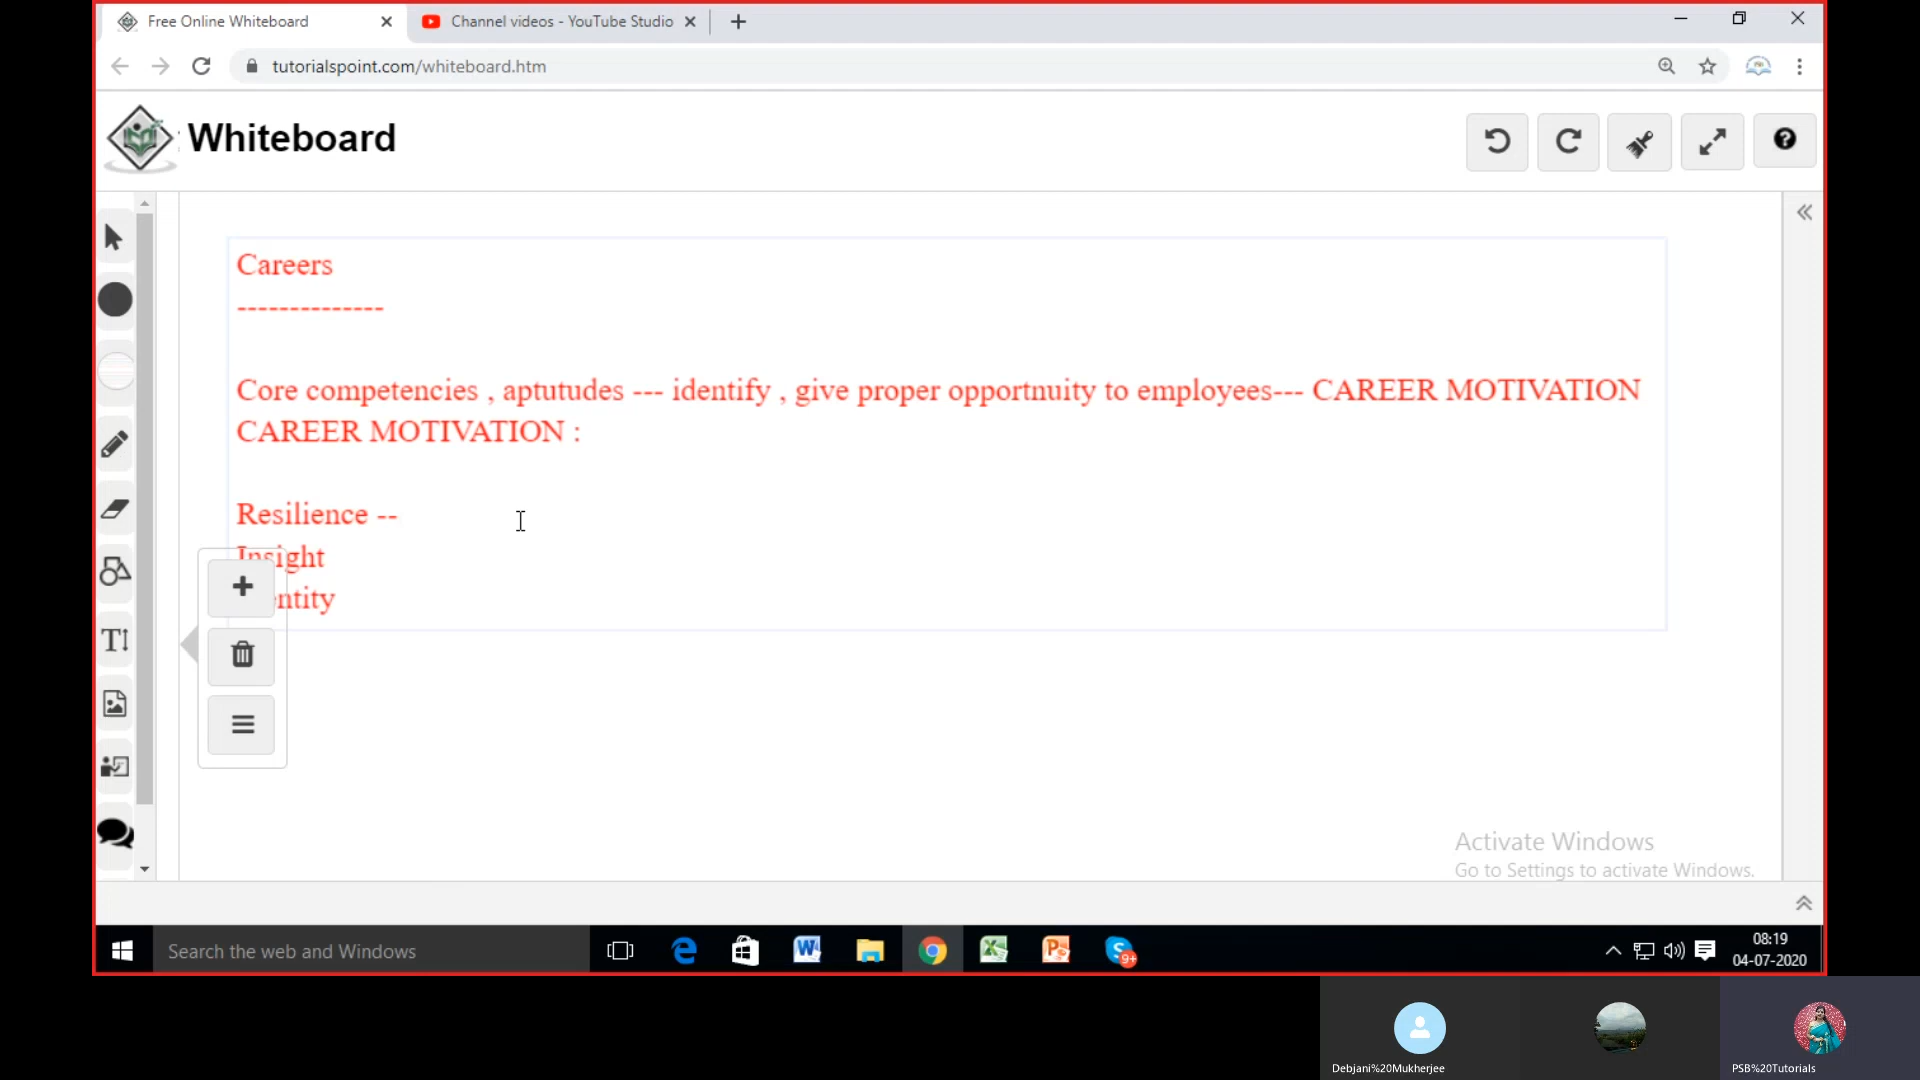 Free Online Whiteboard
Channel videos - YouTube Studio
tutorialspoint.com/whiteboard.htm
Whiteboard
Careers
--------------
Core competencies , aptutudes --- identify , give proper opportnuity to employees--- CAREER MOTIVATION
CAREER MOTIVATION :
Resilience --
Insight
entity
Activate Windows
Go to Settings to activate Windows.
Search the web and Windows
9+
08:19
04-07-2020
Debjani%20Mukherjee
PSB%20Tutorials